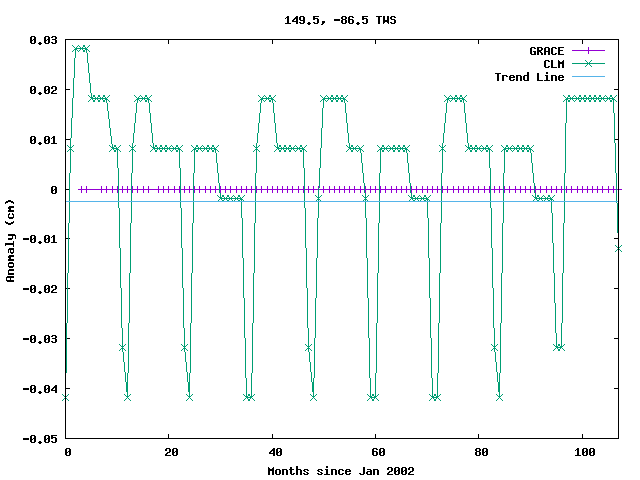 149.5, -86.5 TWS
0.03
GRACE
CLM
Trend Line
0.02
0.01
0
-0.01
-0.02
-0.03
-0.04
-0.05
Anomaly (cm)
0 20 40 60 80 100
Months since Jan 2002